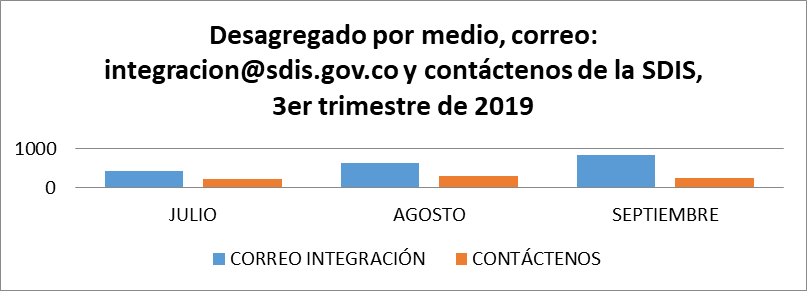 Desagregado por medio, correo:
integracion@sdis.gov.co y contáctenos de la SDIS,
3er trimestre de 2019
1000
0
JULIO AGOSTO SEPTIEMBRE
CORREO INTEGRACIÓN CONTÁCTENOS